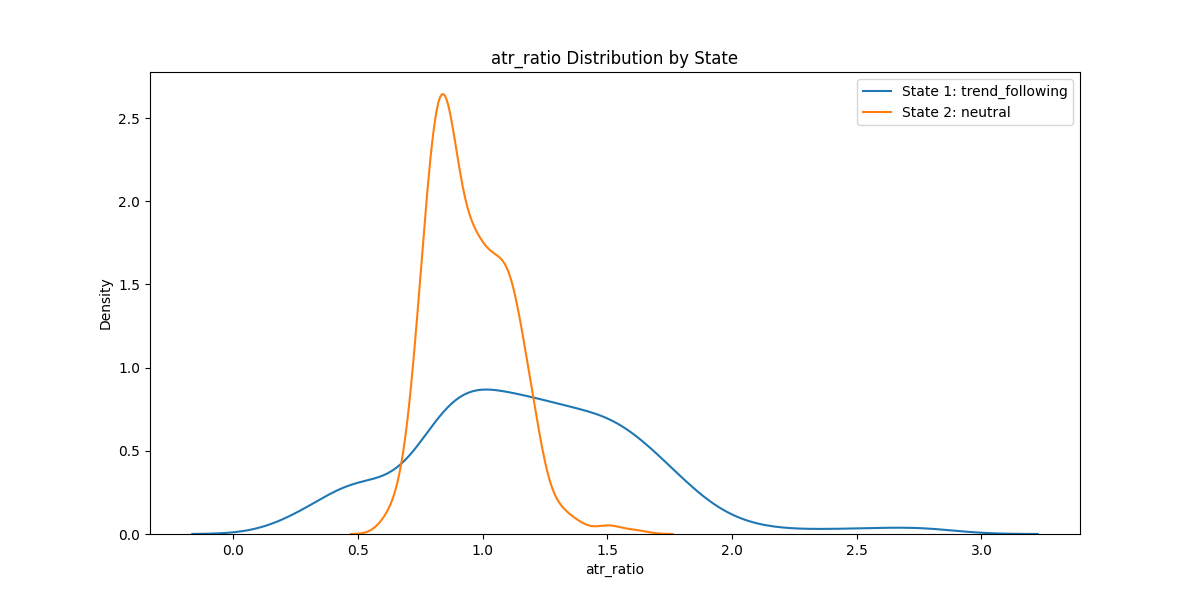 atr_ratio Distribution by State
State 1: trend_following
State 2: neutral
Density
2.5
2.0
1.5
1.0
0.5
0.0
0.0 0.5 1.0 1.5 2.0 2.5 3.0
atr_ratio